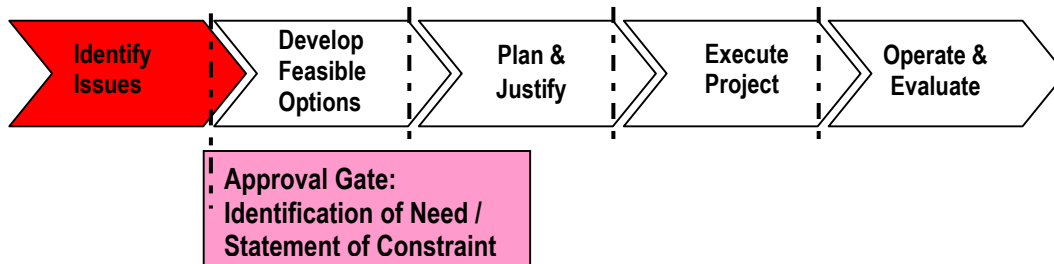 Identify
Issues
Develop
Feasible
Options
Plan &
Justify
Execute
Project
Operate &
Evaluate
Approval Gate:
Identification of Need /
Statement of Constraint